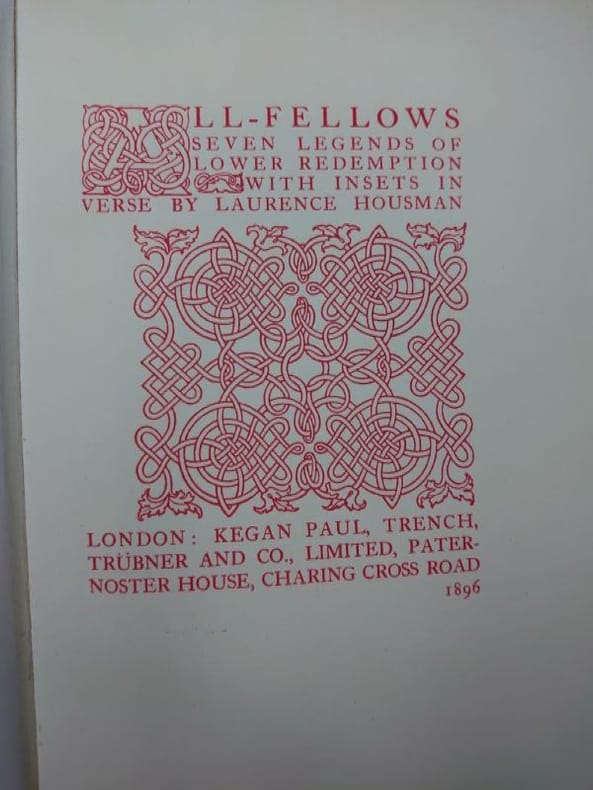 ALL-FELLOWS
SEVEN LEGENDS OF
LOWER REDEMPTION
WITH INSETS IN
VERSE BY LAURENCE HOUSMAN
LONDON: KEGAN PAUL, TRENCH,
TRÜBNER AND CO., LIMITED, PATER-
NOSTER HOUSE, CHARING CROSS ROAD
1896